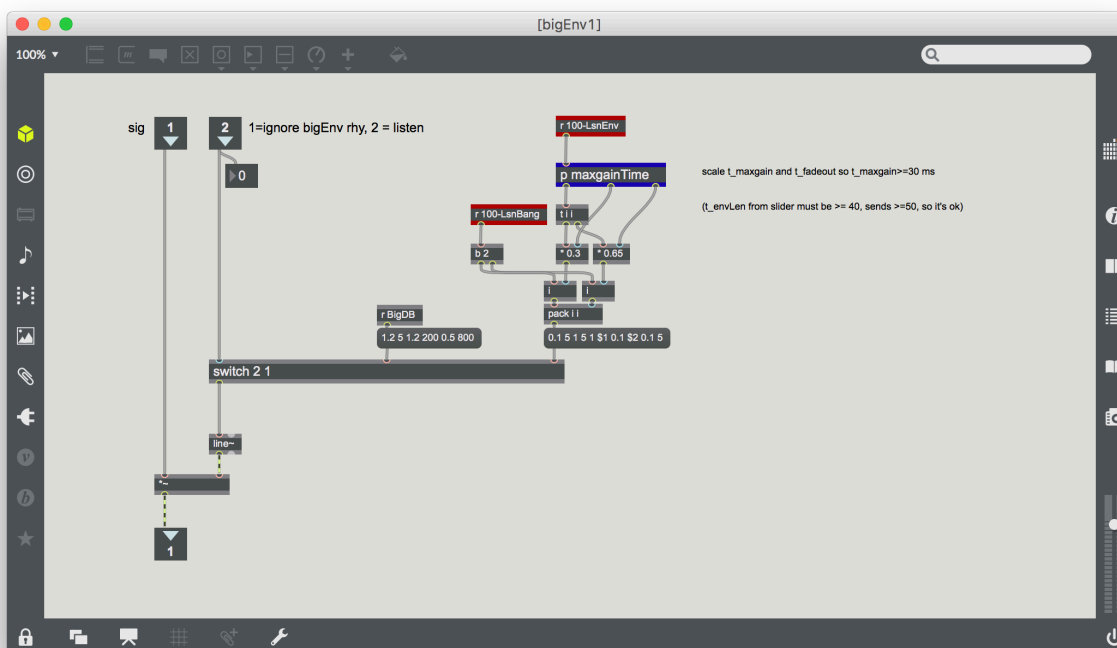 [bigEnv1]
100%
sig
1
2
1=ignore bigEnv rhy, 2 = listen
0
r 100-LsnEnv
p maxgainTime
scale t_maxgain and t_fadeout so t_maxgain>=30 ms
r 100-LsnBang
t i i
(t_envLen from slider must be >= 40, sends >=50, so it's ok)
b 2
* 0.3
* 0.65
i
i
r BigDB
pack i i
1.2 5 1.2 200 0.5 800
0.1 5 1 5 1 $1 0.1 $2 0.1 5
switch 2 1
line~
*~
1